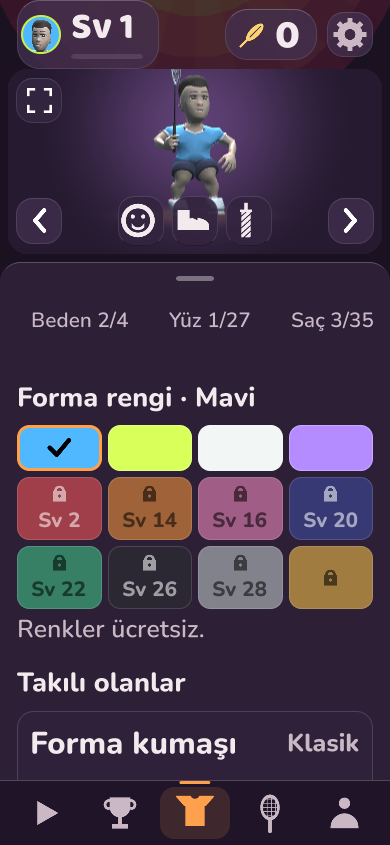 Sv 1
0
Beden 2/4 Yüz 1/27 Saç 3/35
Forma rengi · Mavi
Sv 2 Sv 14 Sv 16 Sv 20
Sv 22 Sv 26 Sv 28
Renkler ücretsiz.
Takılı olanlar
Forma kumaşı Klasik